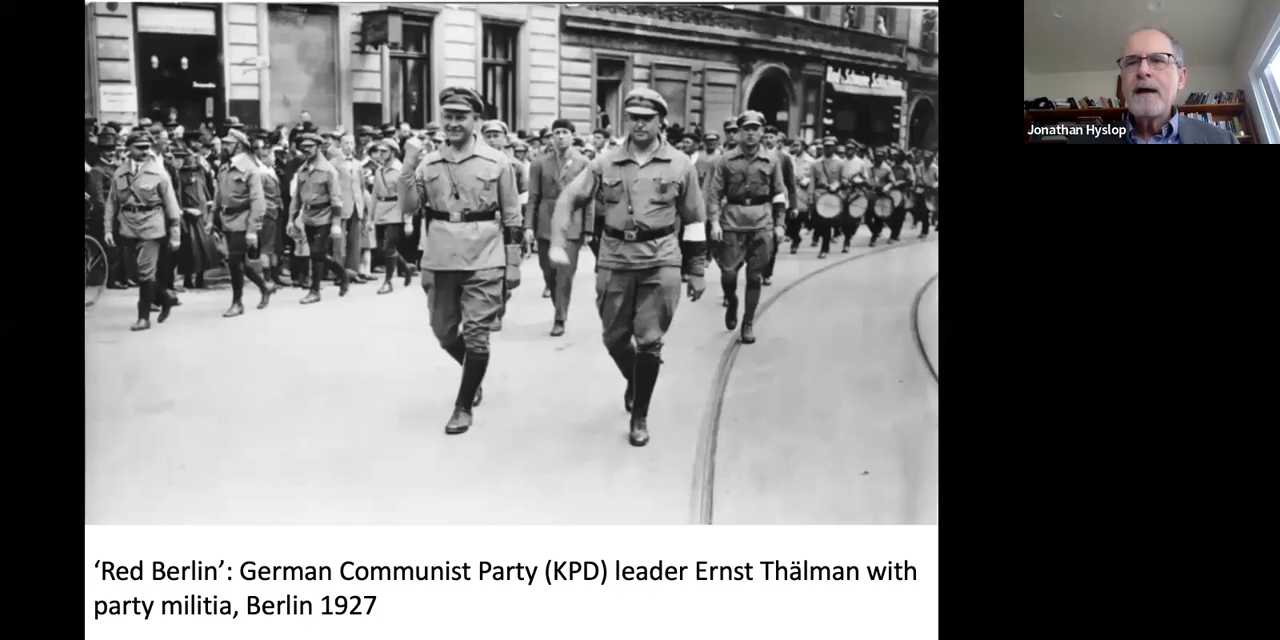 Jonathan Hyslop
‘Red Berlin’: German Communist Party (KPD) leader Ernst Thälman with
party militia, Berlin 1927